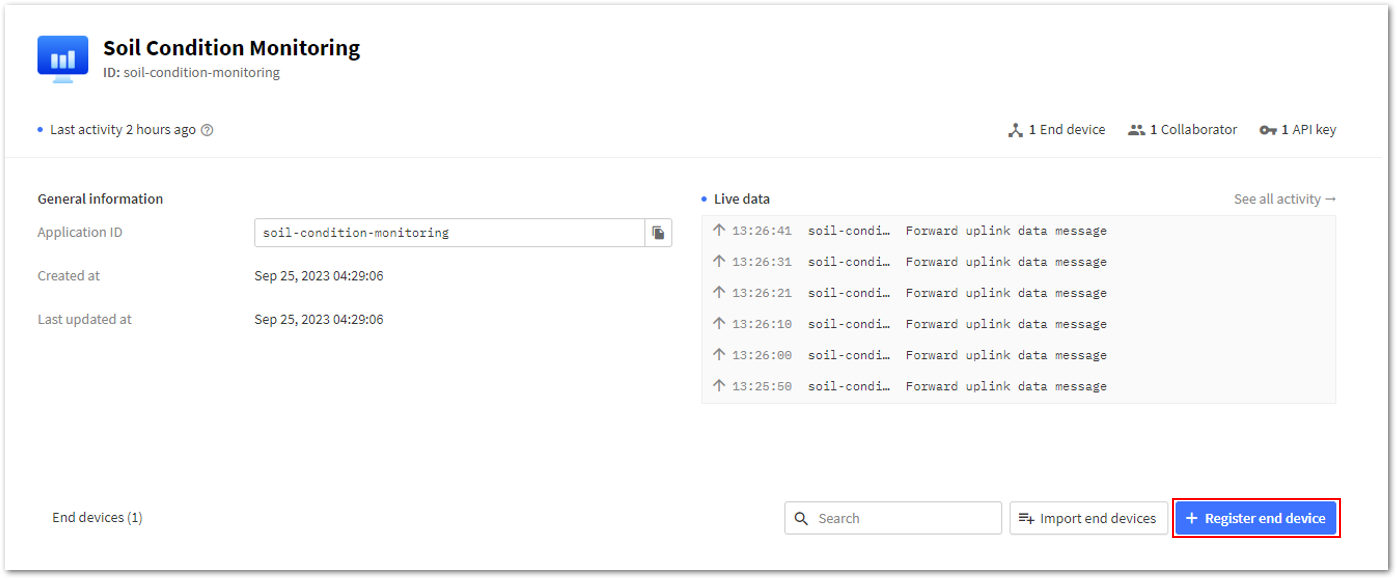 Soil Condition Monitoring
ID: soil-condition-monitoring
Last activity 2 hours ago
1 End device 1 Collaborator 1 API key
General information
Application ID soil-condition-monitoring
Created at Sep 25, 2023 04:29:06
Last updated at Sep 25, 2023 04:29:06
Live data See all activity →
↑ 13:26:41 soil-condi… Forward uplink data message
↑ 13:26:31 soil-condi… Forward uplink data message
↑ 13:26:21 soil-condi… Forward uplink data message
↑ 13:26:10 soil-condi… Forward uplink data message
↑ 13:26:00 soil-condi… Forward uplink data message
↑ 13:25:50 soil-condi… Forward uplink data message
End devices (1) Search Import end devices + Register end device